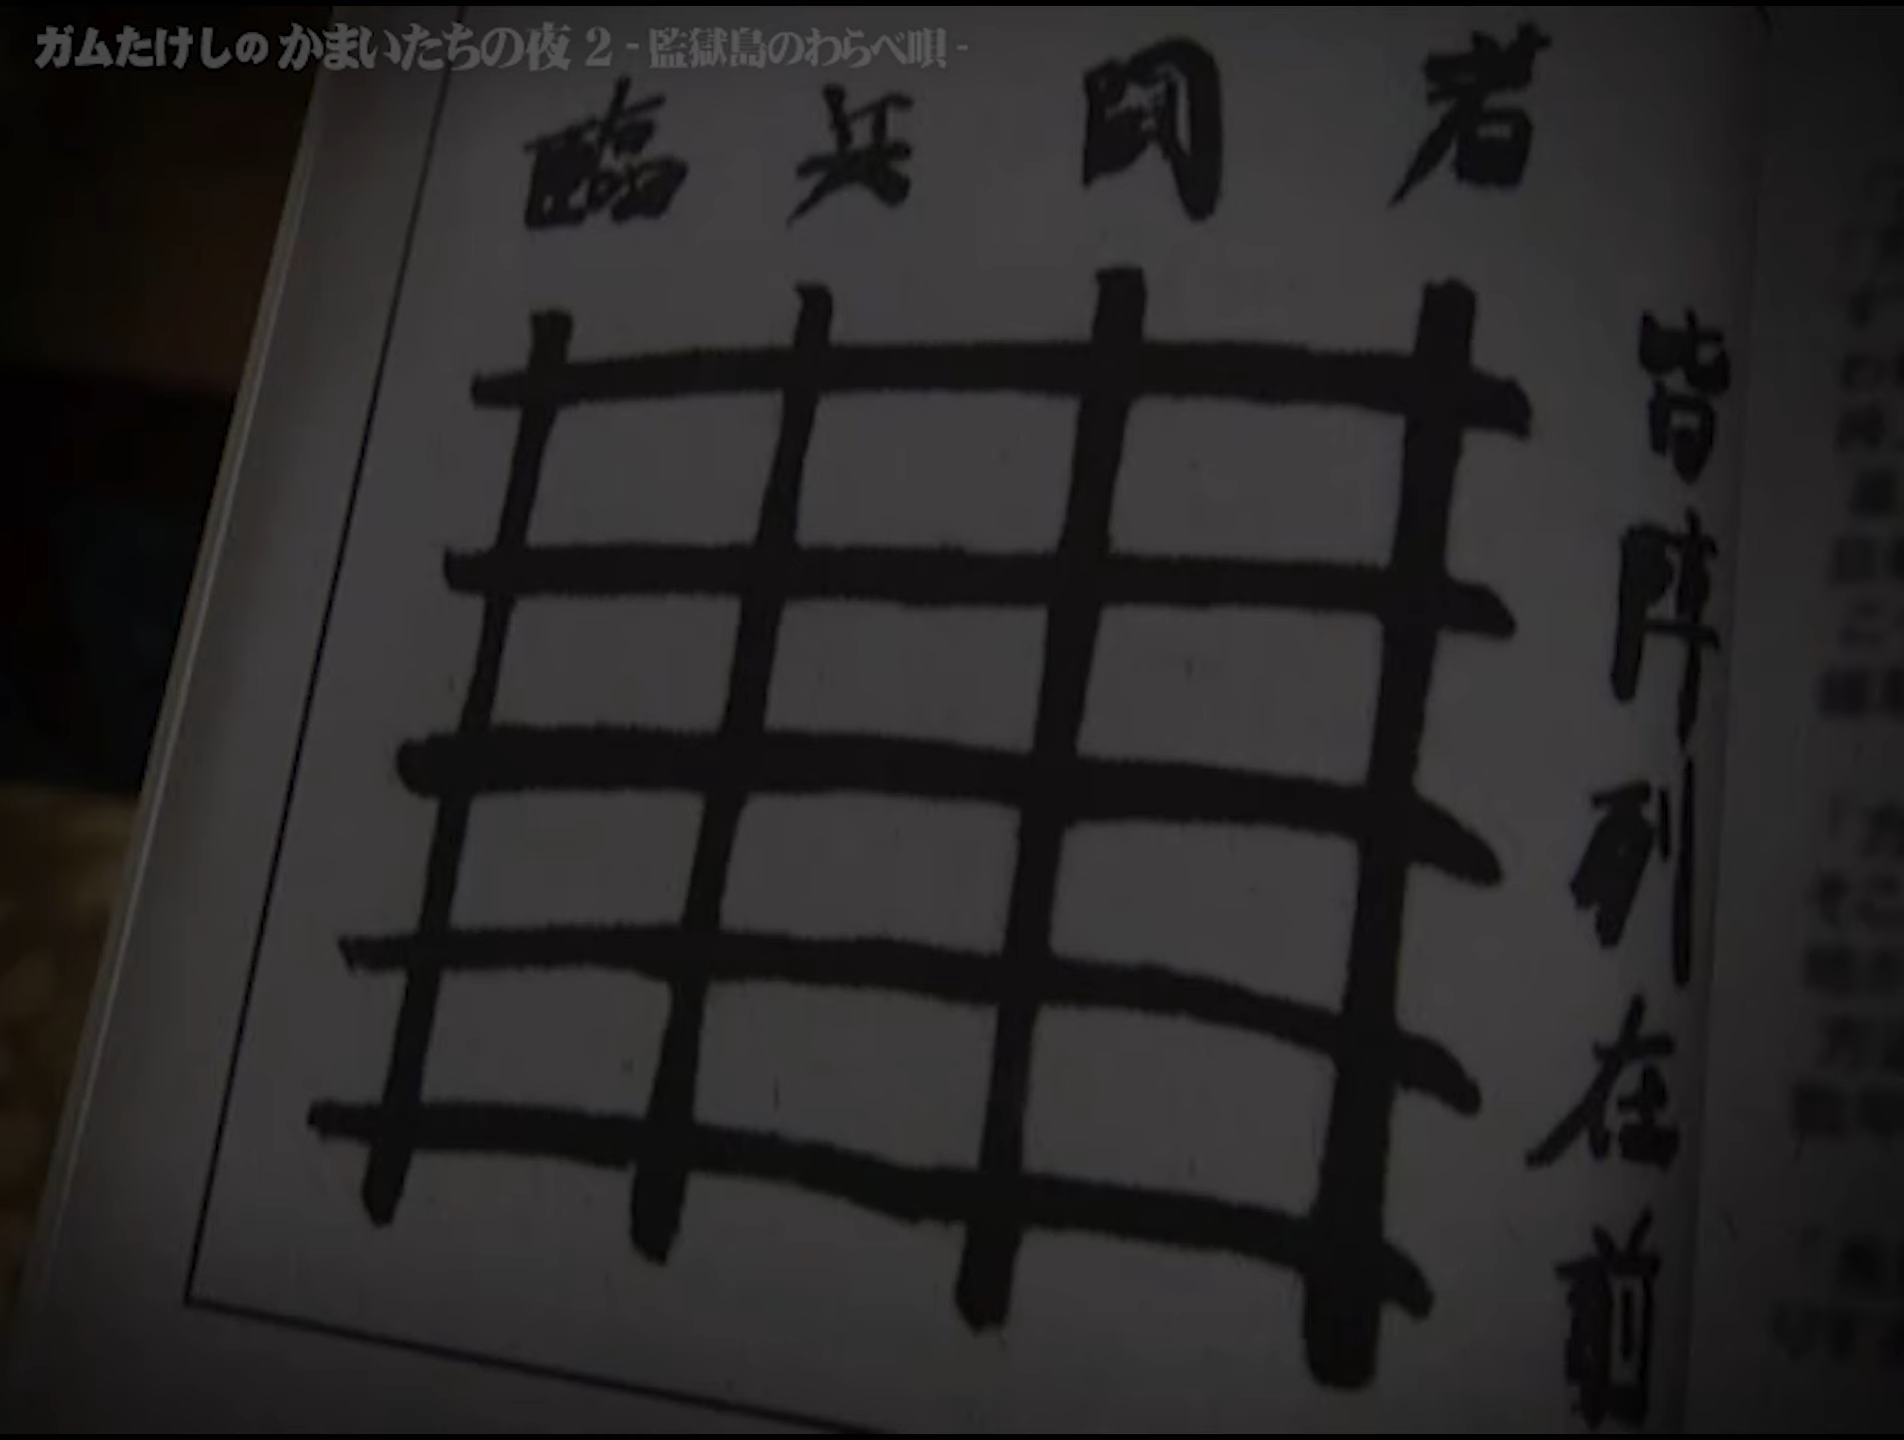 ガムたけしの かまいたちの夜 2 - 監獄島のわらべ唄 -
臨 兵 闘 者
皆
陣
列
在
前